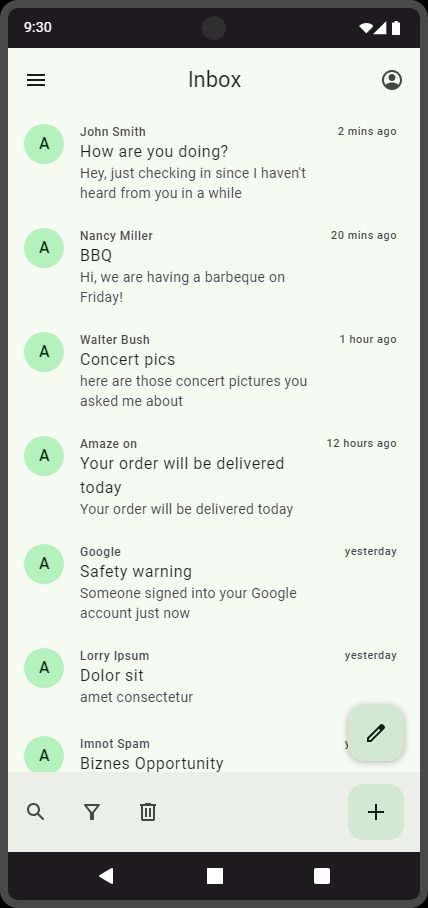 9:30
Inbox
A
John Smith
2 mins ago
How are you doing?
Hey, just checking in since I haven't
heard from you in a while
A
Nancy Miller
20 mins ago
BBQ
Hi, we are having a barbeque on
Friday!
A
Walter Bush
1 hour ago
Concert pics
here are those concert pictures you
asked me about
A
Amaze on
12 hours ago
Your order will be delivered
today
Your order will be delivered today
A
Google
yesterday
Safety warning
Someone signed into your Google
account just now
A
Lorry Ipsum
yesterday
Dolor sit
amet consectetur
A
Imnot Spam
Biznes Opportunity